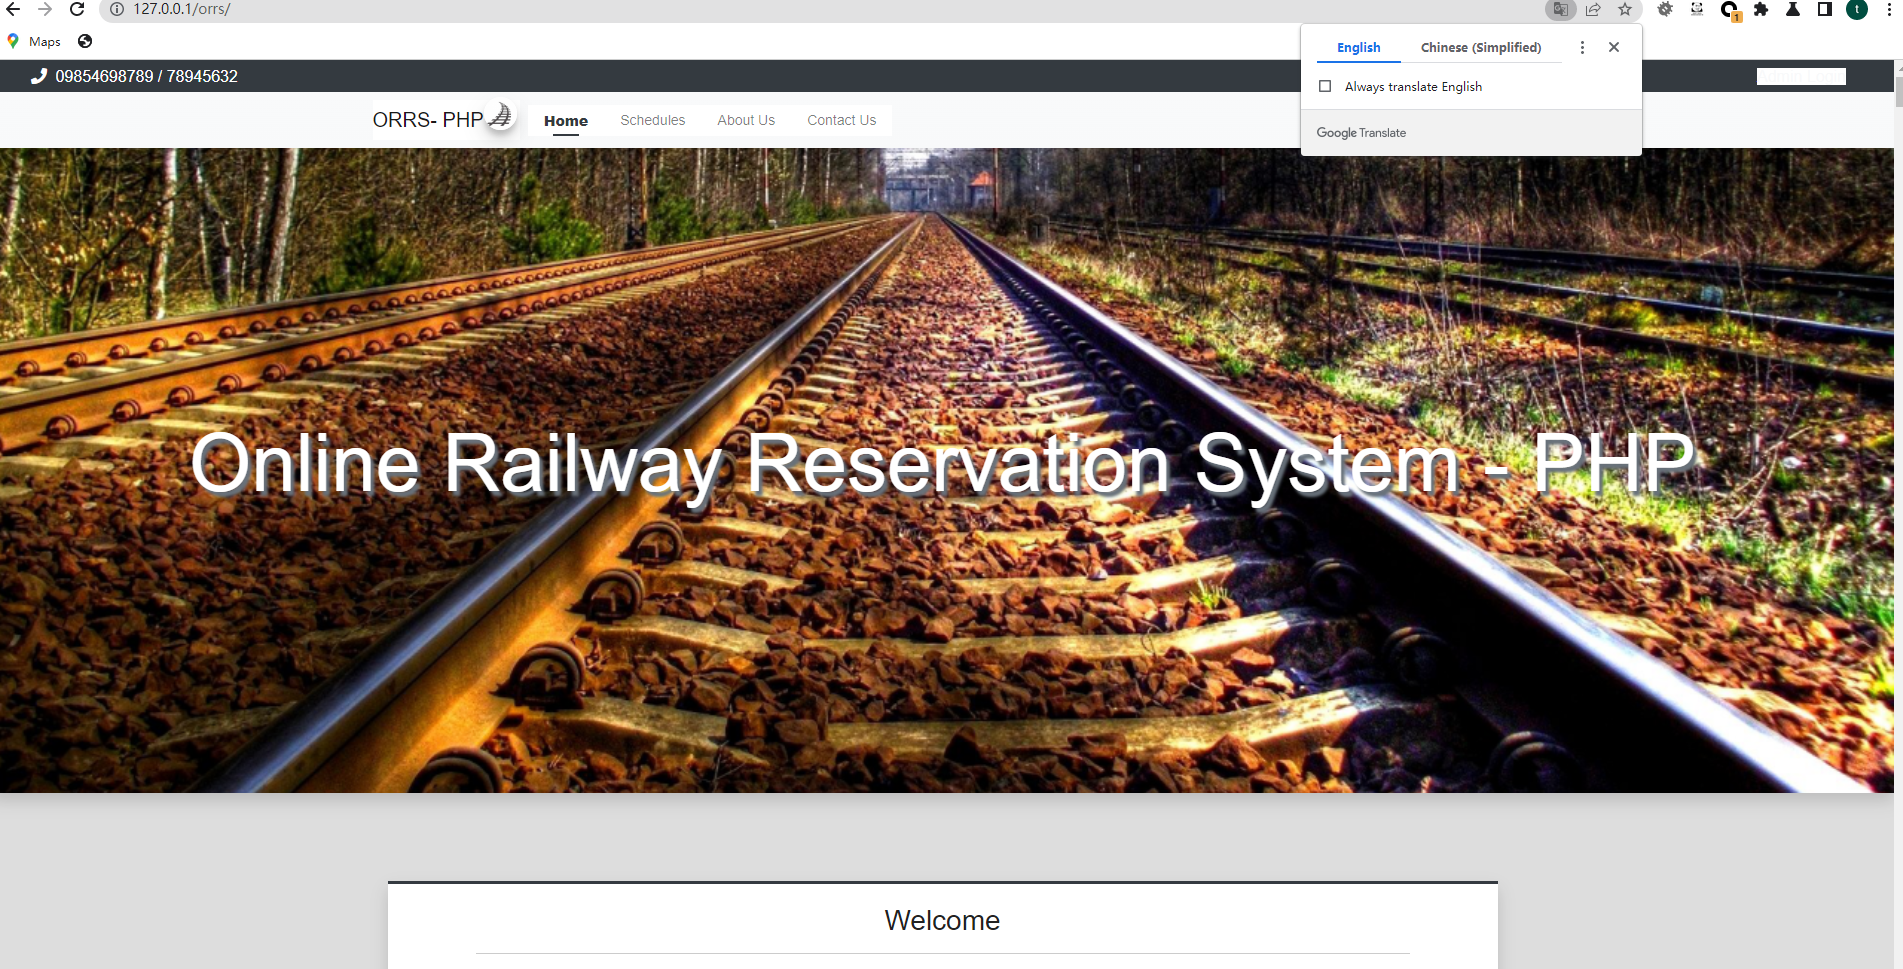 127.0.0.1/orrs/
1
t
Maps
English
Chinese (Simplified)
Always translate English
Google Translate
09854698789 / 78945632
Admin Login
ORRS- PHP
Home
Schedules
About Us
Contact Us
Online Railway Reservation System - PHP
Welcome